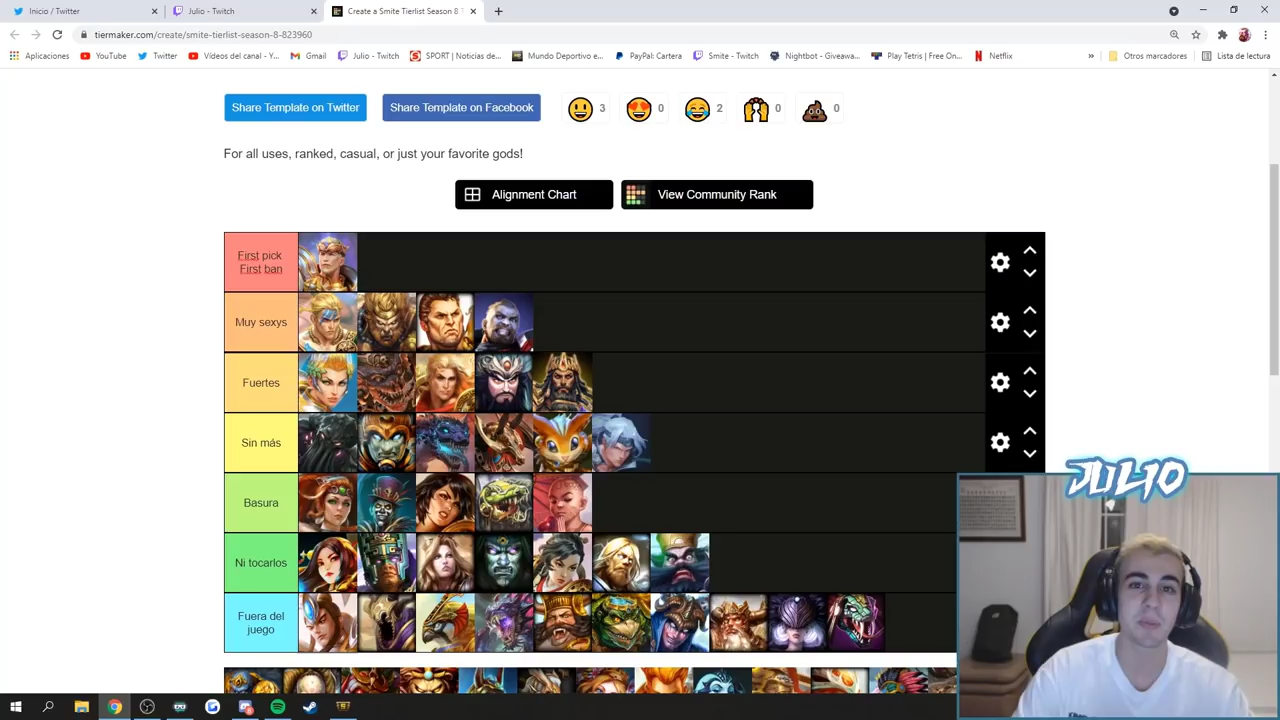 Inicio / Twitter
Julio - Twitch
Create a Smite Tierlist Season 8 T
tiermaker.com/create/smite-tierlist-season-8-823960
Aplicaciones
YouTube
Twitter
Vídeos del canal - Y...
Gmail
Julio - Twitch
SPORT | Noticias de...
Mundo Deportivo e...
PayPal: Cartera
Smite - Twitch
Nightbot - Giveawa...
Play Tetris | Free On...
Netflix
»
Otros marcadores
Lista de lectura
Share Template on Twitter
Share Template on Facebook
3
0
2
0
0
For all uses, ranked, casual, or just your favorite gods!
Alignment Chart
View Community Rank
First pick
First ban
Muy sexys
Fuertes
Sin más
Basura
Ni tocarlos
Fuera del
juego
JULIO